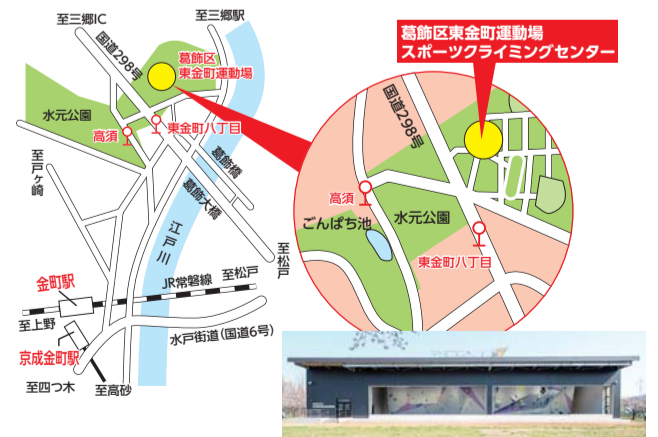 至三郷IC
至三郷駅
国道298号
葛飾区
東金町運動場
水元公園
高須
東金町八丁目
至戸ヶ崎
葛飾橋
葛飾大橋
江戸川
至松戸
金町駅
JR常磐線
至松戸
至上野
京成金町駅
水戸街道(国道6号)
至四つ木
至高砂
葛飾区東金町運動場
スポーツクライミングセンター
国道298号
高須
水元公園
ごんぱち池
東金町八丁目